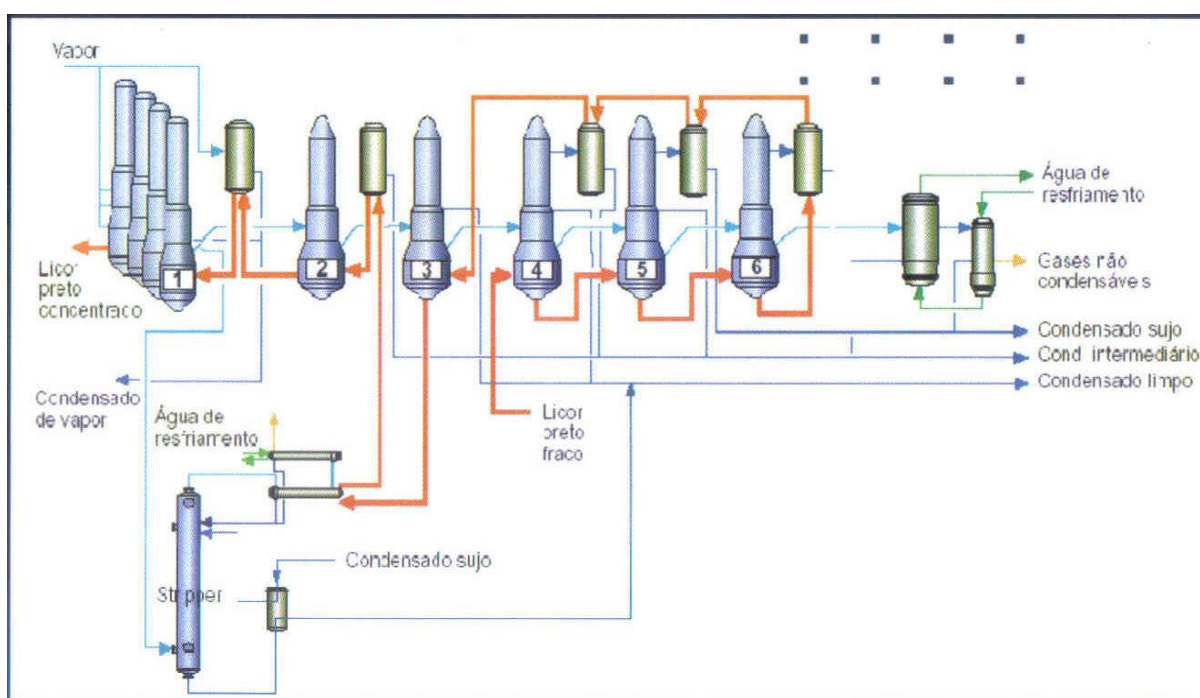 Vapor
1
2
3
4
5
6
Água de
resfriamento
Licor
preto
concentraco
Gases não
condensáveis
Condensado sujo
Cond. intermediário
Condensado limpo
Condensado
de vapor
Água de
resfriamento
Licor
preto
fraco
Condensado sujo
Stripper